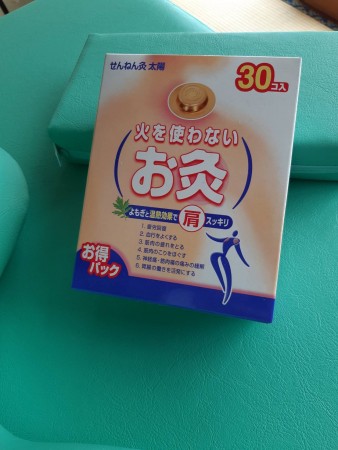 せんねん灸 太陽
30コ入
火を使わない
お灸
よもぎと温熱効果で 肩 スッキリ
1. 疲労回復
2. 血行をよくする
3. 筋肉の疲れをとる
4. 筋肉のこりをほぐす
5. 神経痛・筋肉痛の痛みの緩解
6. 胃腸の働きを活発にする
お得
パック